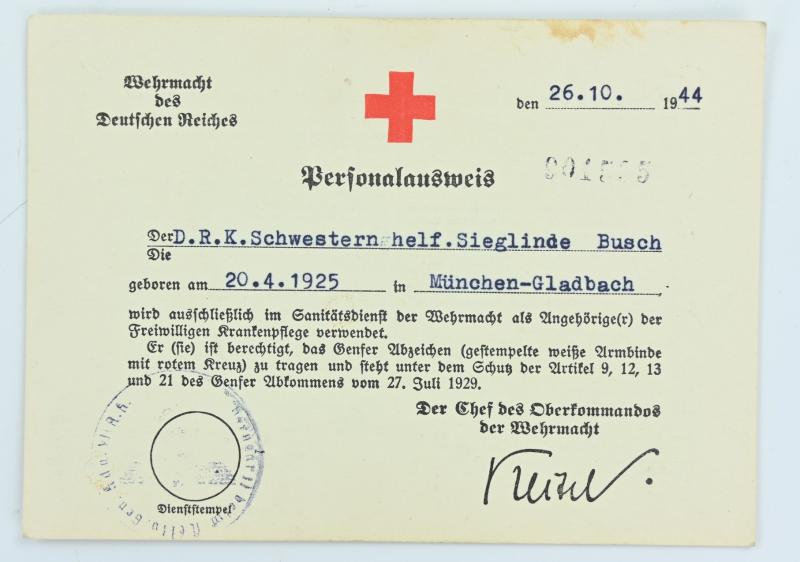 Wehrmacht
des
Deutschen Reiches
den 26.10. 1944
Personalausweis
Der D.R.K.Schwestern helf.Sieglinde Busch
Die
geboren am 20.4.1925 in München-Gladbach
wird ausschließlich im Sanitätsdienst der Wehrmacht als Angehörige(r) der
Freiwilligen Krankenpflege verwendet.
Er (sie) ist berechtigt, das Genfer Abzeichen (gestempelte weiße Armbinde
mit rotem Kreuz) zu tragen und steht unter dem Schutz der Artikel 9, 12, 13
und 21 des Genfer Abkommens vom 27. Juli 1929.
Der Chef des Oberkommandos
der Wehrmacht
Keitel.
Dienststempel